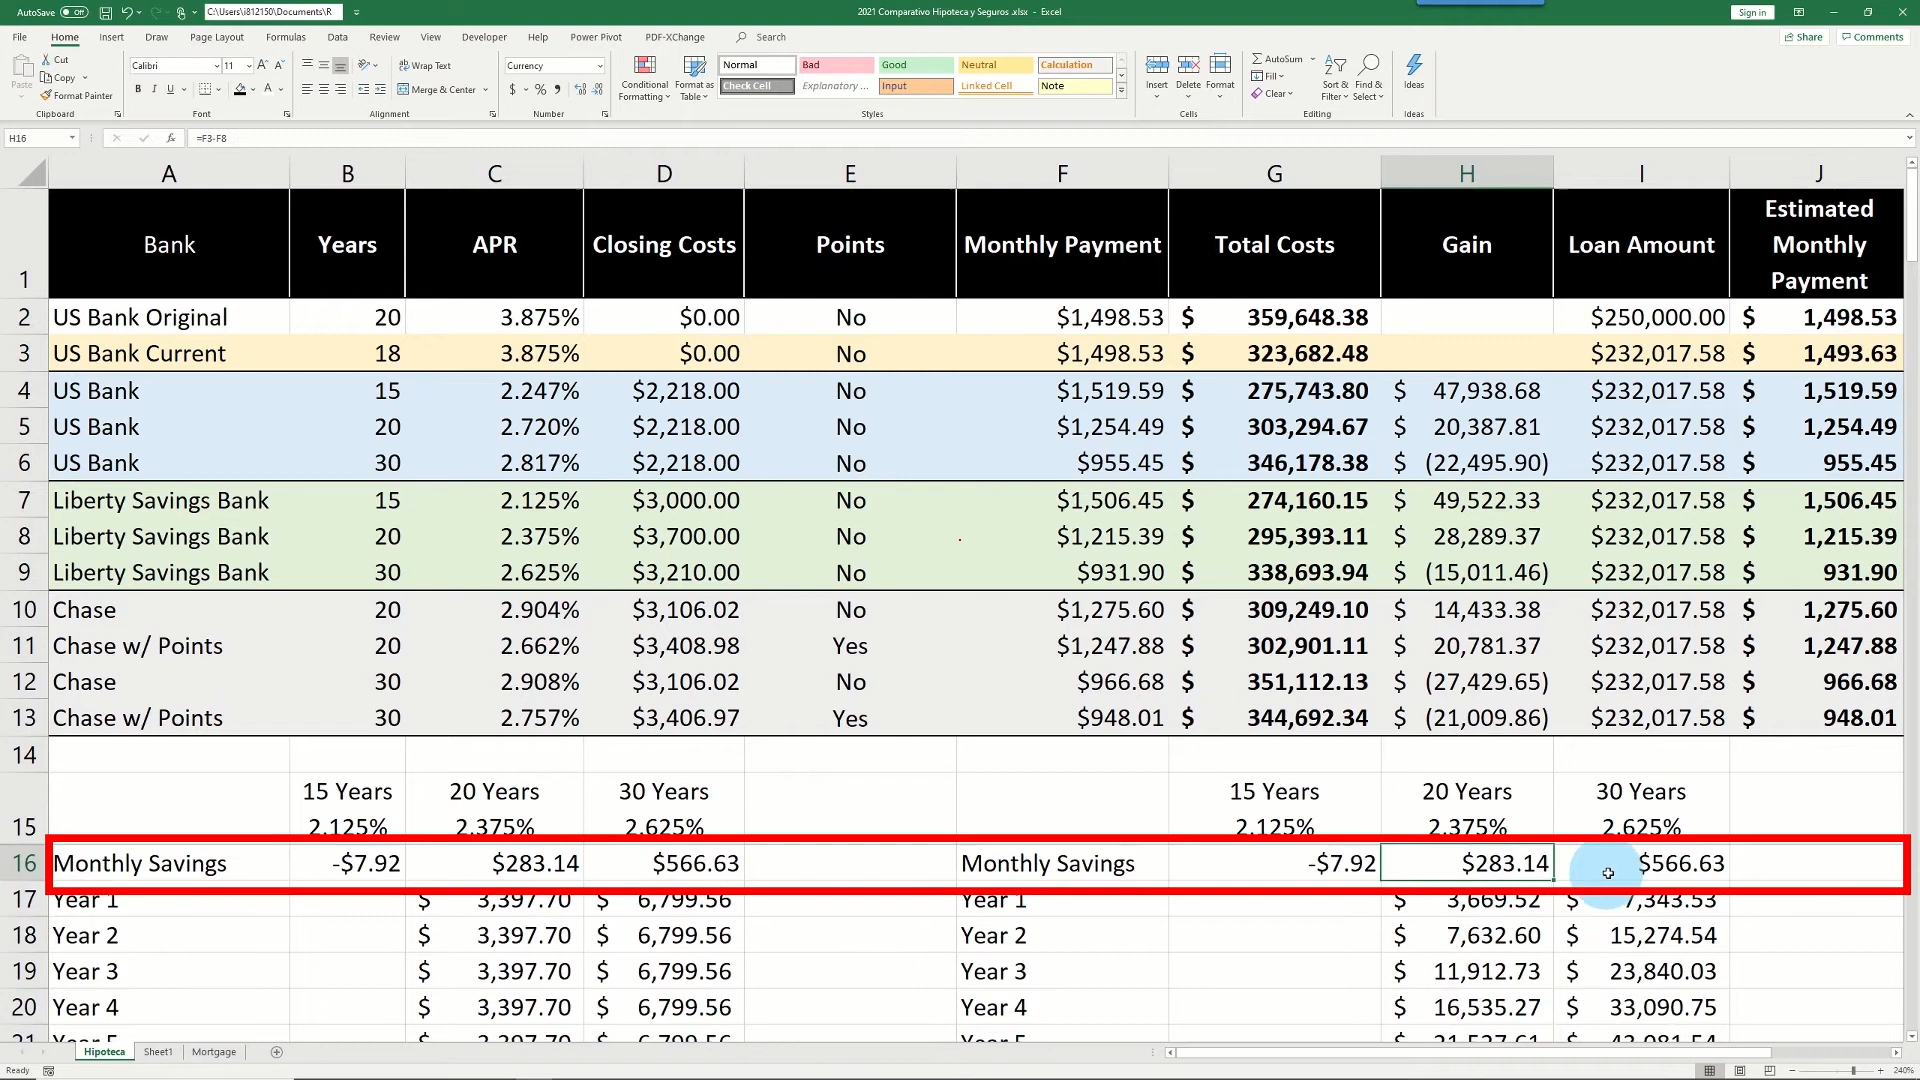 AutoSave Off C:\Users\i812150\Documents\R 2021 Comparativo Hipoteca y Seguros .xlsx - Excel Sign in
File Home Insert Draw Page Layout Formulas Data Review View Developer Help Power Pivot PDF-XChange Search Share Comments
Paste Cut Copy Format Painter Clipboard
Calibri 11 B I U Font
Wrap Text Merge & Center Alignment
Currency $ % Number
Conditional Formatting Format as Table
Normal Bad Good Neutral Calculation
Check Cell Explanatory ... Input Linked Cell Note
Styles
Insert Delete Format Cells
AutoSum Fill Clear Sort & Filter Find & Select Editing
Ideas Ideas
H16 fx =F3-F8
A B C D E F G H I J
1 Bank Years APR Closing Costs Points Monthly Payment Total Costs Gain Loan Amount Estimated Monthly Payment
2 US Bank Original 20 3.875% $0.00 No $1,498.53 $ 359,648.38 $250,000.00 $ 1,498.53
3 US Bank Current 18 3.875% $0.00 No $1,498.53 $ 323,682.48 $232,017.58 $ 1,493.63
4 US Bank 15 2.247% $2,218.00 No $1,519.59 $ 275,743.80 $ 47,938.68 $232,017.58 $ 1,519.59
5 US Bank 20 2.720% $2,218.00 No $1,254.49 $ 303,294.67 $ 20,387.81 $232,017.58 $ 1,254.49
6 US Bank 30 2.817% $2,218.00 No $955.45 $ 346,178.38 $ (22,495.90) $232,017.58 $ 955.45
7 Liberty Savings Bank 15 2.125% $3,000.00 No $1,506.45 $ 274,160.15 $ 49,522.33 $232,017.58 $ 1,506.45
8 Liberty Savings Bank 20 2.375% $3,700.00 No $1,215.39 $ 295,393.11 $ 28,289.37 $232,017.58 $ 1,215.39
9 Liberty Savings Bank 30 2.625% $3,210.00 No $931.90 $ 338,693.94 $ (15,011.46) $232,017.58 $ 931.90
10 Chase 20 2.904% $3,106.02 No $1,275.60 $ 309,249.10 $ 14,433.38 $232,017.58 $ 1,275.60
11 Chase w/ Points 20 2.662% $3,408.98 Yes $1,247.88 $ 302,901.11 $ 20,781.37 $232,017.58 $ 1,247.88
12 Chase 30 2.908% $3,106.02 No $966.68 $ 351,112.13 $ (27,429.65) $232,017.58 $ 966.68
13 Chase w/ Points 30 2.757% $3,406.97 Yes $948.01 $ 344,692.34 $ (21,009.86) $232,017.58 $ 948.01
14
15 Years 20 Years 30 Years 15 Years 20 Years 30 Years
15 2.125% 2.375% 2.625% 2.125% 2.375% 2.625%
16 Monthly Savings -$7.92 $283.14 $566.63 Monthly Savings -$7.92 $283.14 $566.63
17 Year 1 $ 3,397.70 $ 6,799.56 Year 1 $ 3,669.52 $ 7,343.53
18 Year 2 $ 3,397.70 $ 6,799.56 Year 2 $ 7,632.60 $ 15,274.54
19 Year 3 $ 3,397.70 $ 6,799.56 Year 3 $ 11,912.73 $ 23,840.03
20 Year 4 $ 3,397.70 $ 6,799.56 Year 4 $ 16,535.27 $ 33,090.75
Hipoteca Sheet1 Mortgage
Ready 240%